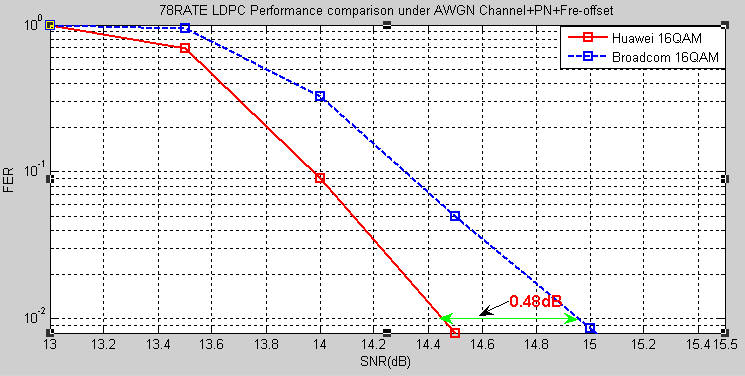 78RATE LDPC Performance comparison under AWGN Channel+PN+Fre-offset
Huawei 16QAM
Broadcom 16QAM
10^0
10^-1
10^-2
FER
0.48dB
13 13.2 13.4 13.6 13.8 14 14.2 14.4 14.6 14.8 15 15.2 15.4 15.5
SNR(dB)